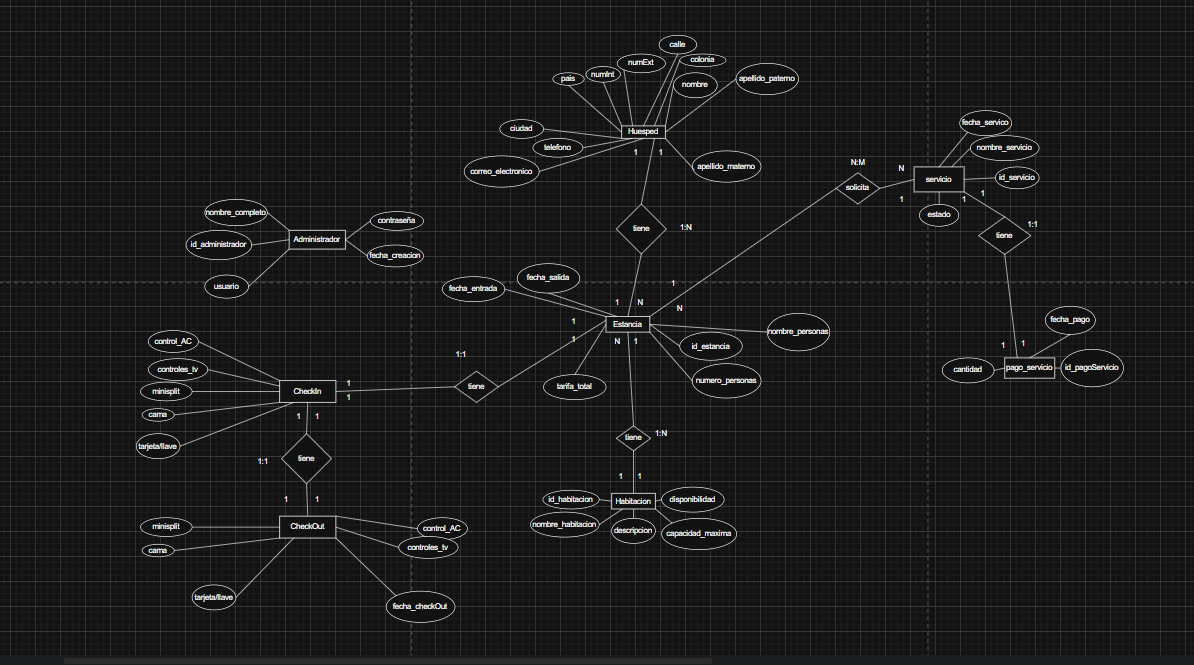 calle
colonia
numExt
numInt
pais
nombre
apellido_paterno
ciudad
Huesped
telefono
correo_electronico
apellido_materno
1
1
tiene
1:N
fecha_servico
nombre_servicio
N:M
N
servicio
id_servicio
solicita
1
1
1
estado
tiene
1:1
nombre_completo
contraseña
id_administrador
Administrador
fecha_creacion
usuario
fecha_salida
fecha_entrada
1
1
N
N
1
Estancia
nombre_personas
1
N
1
id_estancia
numero_personas
tarifa_total
fecha_pago
1
1
cantidad
pago_servicio
id_pagoServicio
control_AC
controles_tv
1:1
minisplit
CheckIn
1
1
tiene
cama
1
1
tarjeta/llave
1:1
tiene
1
1
tiene
1:N
1
1
id_habitacion
Habitacion
disponibilidad
nombre_habitacion
descripcion
capacidad_maxima
minisplit
CheckOut
control_AC
cama
controles_tv
tarjeta/llave
fecha_checkOut